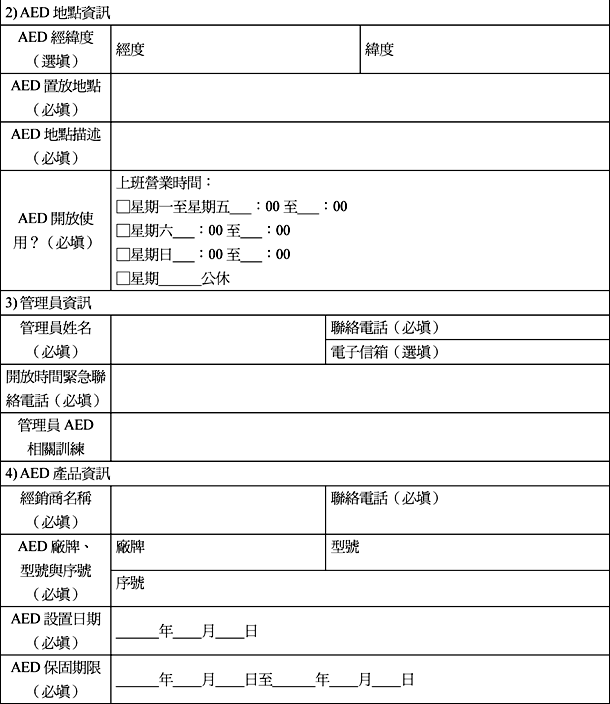 2) AED 地點資訊
AED 經緯度
（選填）
經度
緯度
AED 置放地點
（必填）
AED 地點描述
（必填）
AED 開放使
用？（必填）
上班營業時間：
□星期一至星期五___：00 至___：00
□星期六___：00 至___：00
□星期日___：00 至___：00
□星期______公休
3) 管理員資訊
管理員姓名
（必填）
聯絡電話（必填）
電子信箱（選填）
開放時間緊急聯
絡電話（必填）
管理員 AED
相關訓練
4) AED 產品資訊
經銷商名稱
（必填）
聯絡電話（必填）
AED 廠牌、
型號與序號
（必填）
廠牌
型號
序號
AED 設置日期
（必填）
______年____月____日
AED 保固期限
（必填）
______年____月____日至______年____月____日